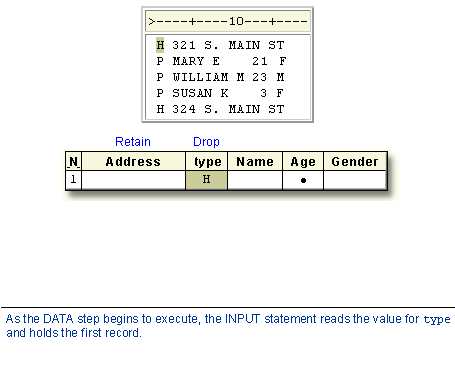 >----+----10---+----
H 321 S. MAIN ST
P MARY E    21 F
P WILLIAM M 23 M
P SUSAN K    3 F
H 324 S. MAIN ST
Retain Drop
_N_ Address type Name Age Gender
1 H •
As the DATA step begins to execute, the INPUT statement reads the value for type
and holds the first record.